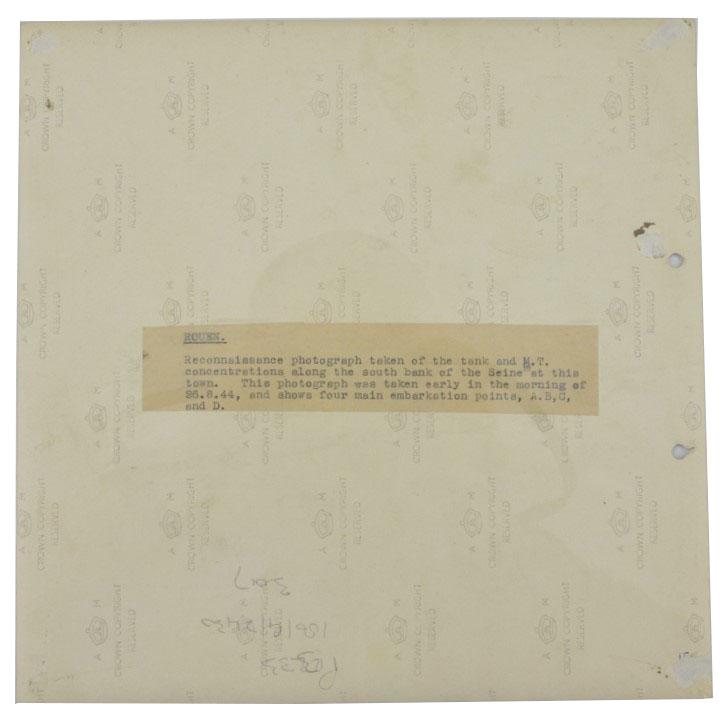 ROUEN.
Reconnaissance photograph taken of the tank and M.T.
concentrations along the south bank of the Seine at this
town. This photograph was taken early in the morning of
26.8.44, and shows four main embarkation points, A.B,C,
and D.
A M
CROWN COPYRIGHT
RESERVED